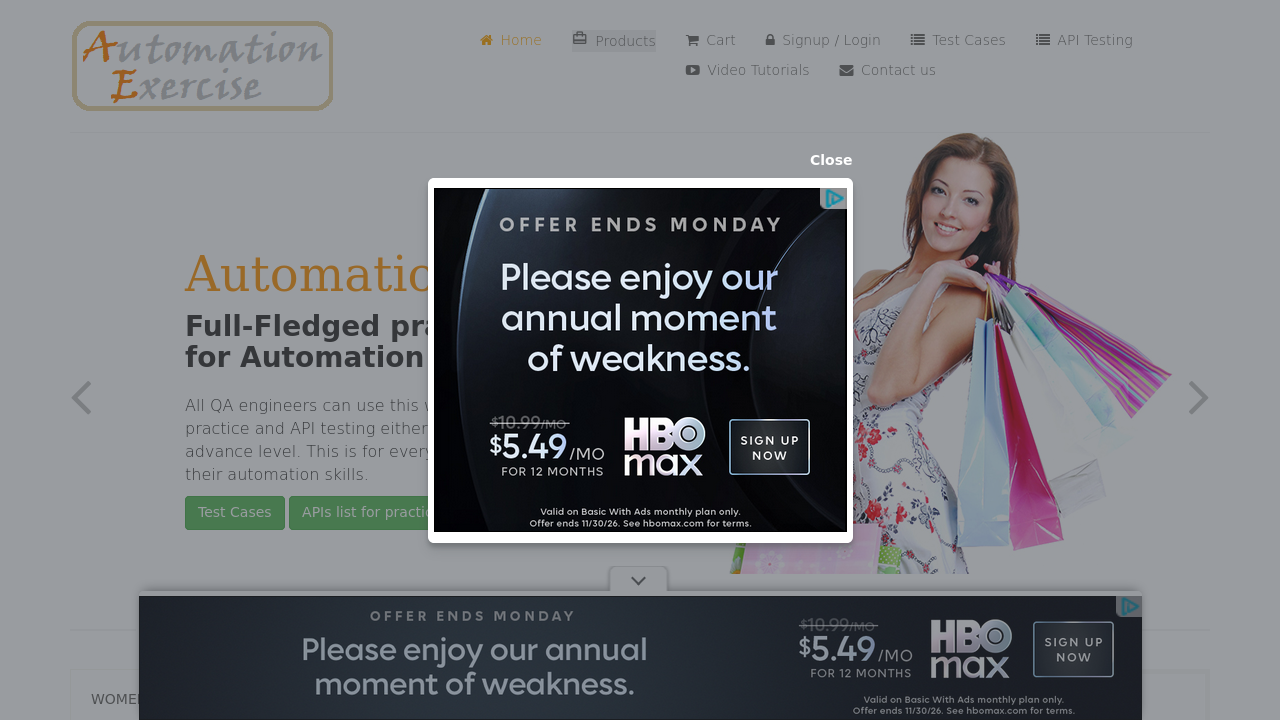 Automation
Exercise
Home
Products
Cart
Signup / Login
Test Cases
API Testing
Video Tutorials
Contact us
Close
OFFER ENDS MONDAY
Please enjoy our
annual moment
of weakness.
$10.99/MO
$5.49/MO
FOR 12 MONTHS
HBO
max
SIGN UP
NOW
Valid on Basic With Ads monthly plan only.
Offer ends 11/30/26. See hbomax.com for terms.
Full-Fledged
for Automation
All QA engineers can use this
practice and API testing either
advance level. This is for
their automation skills.
Test Cases
APIs list for
OFFER ENDS MONDAY
Please enjoy our annual
moment of weakness.
$10.99/MO
$5.49/MO
FOR 12 MONTHS
HBO
max
SIGN UP
NOW
Valid on Basic With Ads monthly plan only.
Offer ends 11/30/26. See hbomax.com for terms.